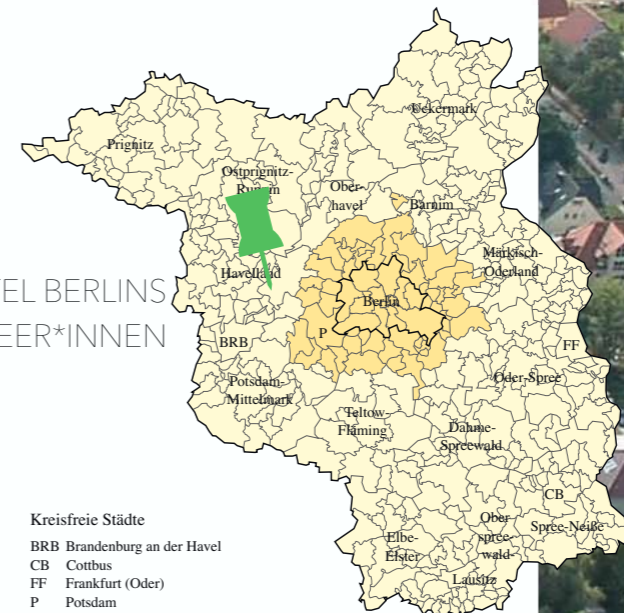 Uckermark
Prignitz
Ostprignitz-
Ober-
havel
Barnim
Märkisch-
Oderland
Havelland
TEL BERLINS
EER*INNEN
Berlin
P
BRB
FF
Potsdam-
Mittelmark
Oder-Spree
Teltow-
Fläming
Dahme-
Spreewald
CB
Elbe-
Elster
Ober
spree-
wald-
Lausitz
Spree-Neiße
Kreisfreie Städte
BRB Brandenburg an der Havel
CB Cottbus
FF Frankfurt (Oder)
P Potsdam